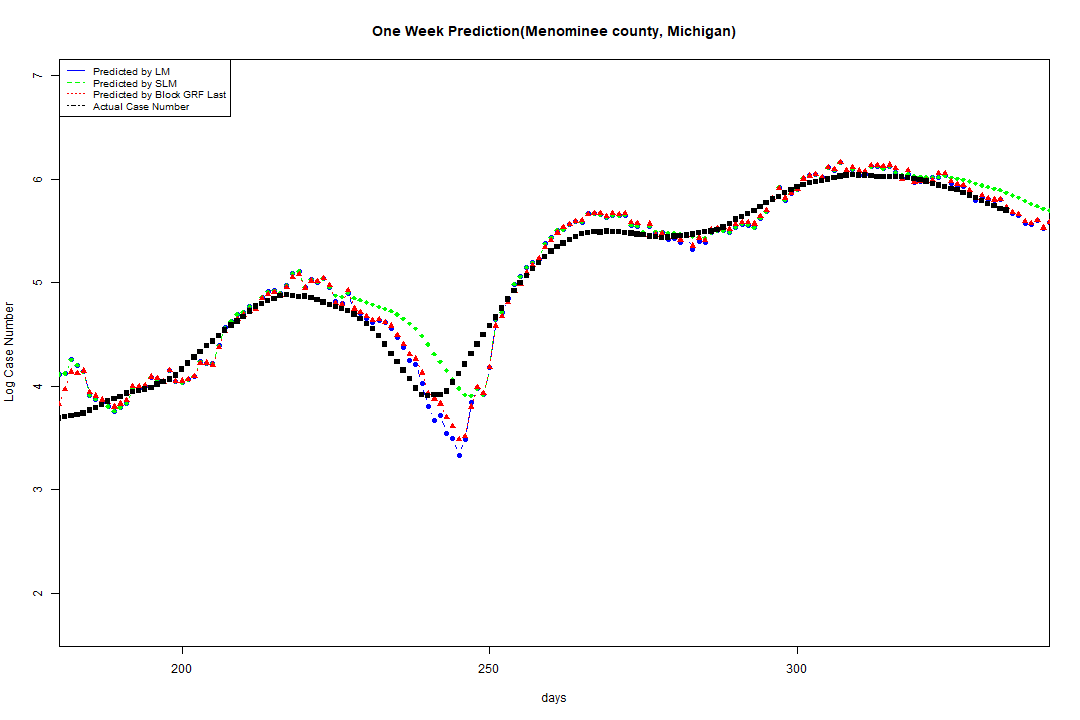 One Week Prediction(Menominee county, Michigan)
Predicted by LM
Predicted by SLM
Predicted by Block GRF Last
Actual Case Number
7
6
5
4
3
2
Log Case Number
200
250
300
days